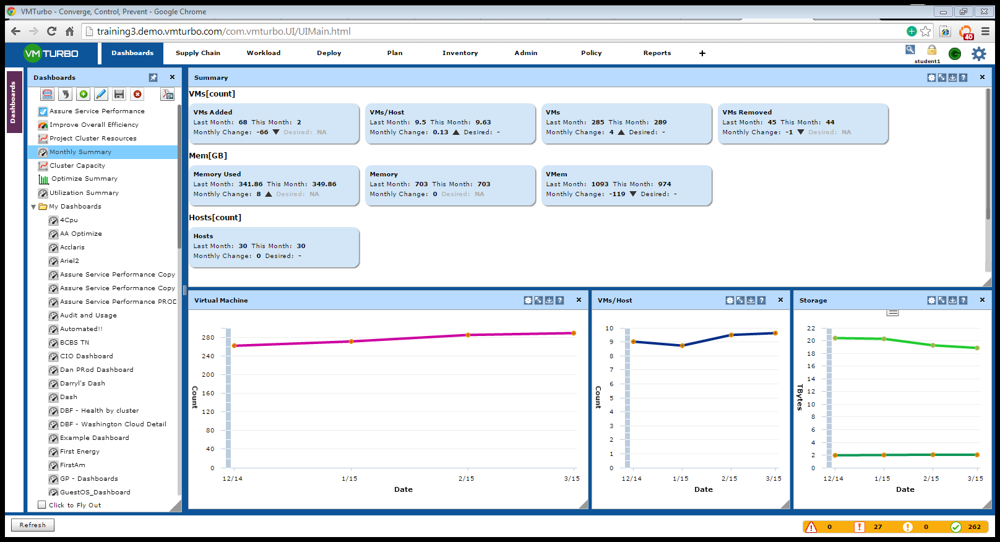 VMTurbo - Converge, Control, Prevent - Google Chrome
training3.demo.vmturbo.com/com.vmturbo.UI/UIMain.html
40
VMTURBO
Dashboards Supply Chain Workload Deploy Plan Inventory Admin Policy Reports +
student1
Dashboards
Dashboards
Assure Service Performance
Improve Overall Efficiency
Project Cluster Resources
Monthly Summary
Cluster Capacity
Optimize Summary
Utilization Summary
My Dashboards
4Cpu
AA Optimize
Acclaris
Ariel2
Assure Service Performance Copy
Assure Service Performance Copy
Assure Service Performance PROD
Audit and Usage
Automated!!
BCBS TN
CIO Dashboard
Dan PRod Dashboard
Darryl's Dash
Dash
DBF - Health by cluster
DBF - Washington Cloud Detail
Example Dashboard
First Energy
FirstAm
GP - Dashboards
GuestOS_Dashboard
Click to Fly Out
Summary
VMs[count]
VMs Added
Last Month: 68 This Month: 2
Monthly Change: -66 ▼ Desired: NA
VMs/Host
Last Month: 9.5 This Month: 9.63
Monthly Change: 0.13 ▲ Desired: -
VMs
Last Month: 285 This Month: 289
Monthly Change: 4 ▲ Desired: -
VMs Removed
Last Month: 45 This Month: 44
Monthly Change: -1 ▼ Desired: NA
Mem[GB]
Memory Used
Last Month: 341.86 This Month: 349.86
Monthly Change: 8 ▲ Desired: NA
Memory
Last Month: 703 This Month: 703
Monthly Change: 0 Desired: NA
VMem
Last Month: 1093 This Month: 974
Monthly Change: -119 ▼ Desired: -
Hosts[count]
Hosts
Last Month: 30 This Month: 30
Monthly Change: 0 Desired: -
Virtual Machine
Count
280
240
200
160
120
80
40
0
12/14 1/15 2/15 3/15
Date
VMs/Host
Count
10
9
8
7
6
5
4
3
2
1
0
12/14 1/15 2/15 3/15
Date
Storage
TBytes
22
20
18
16
14
12
10
8
6
4
2
0
12/14 1/15 2/15 3/15
Date
Refresh
0 27 0 262